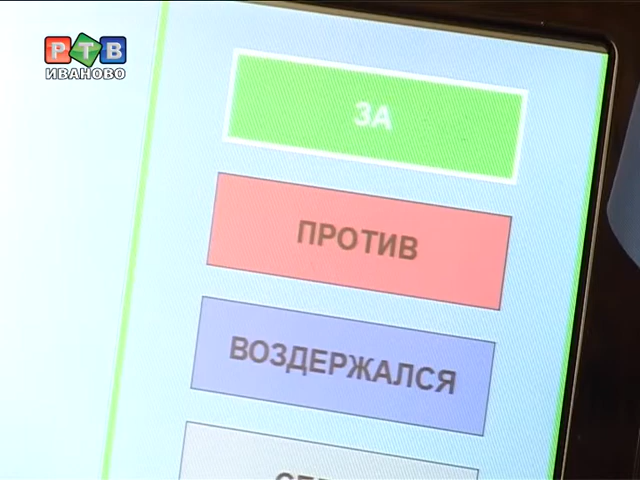 РТВ
ИВАНОВО
ЗА
ПРОТИВ
ВОЗДЕРЖАЛСЯ